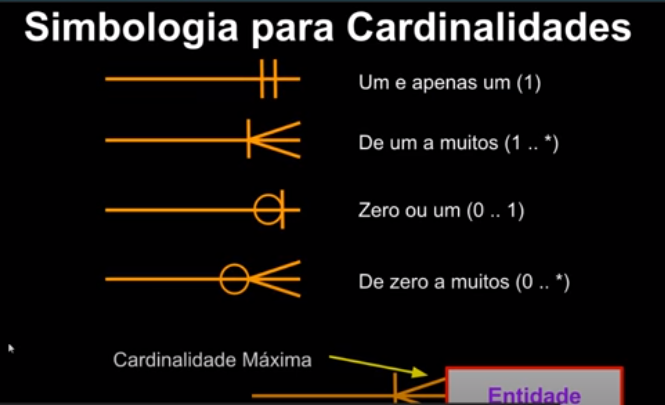 Simbologia para Cardinalidades
Um e apenas um (1)
De um a muitos (1 .. *)
Zero ou um (0 .. 1)
De zero a muitos (0 .. *)
Cardinalidade Máxima
Entidade